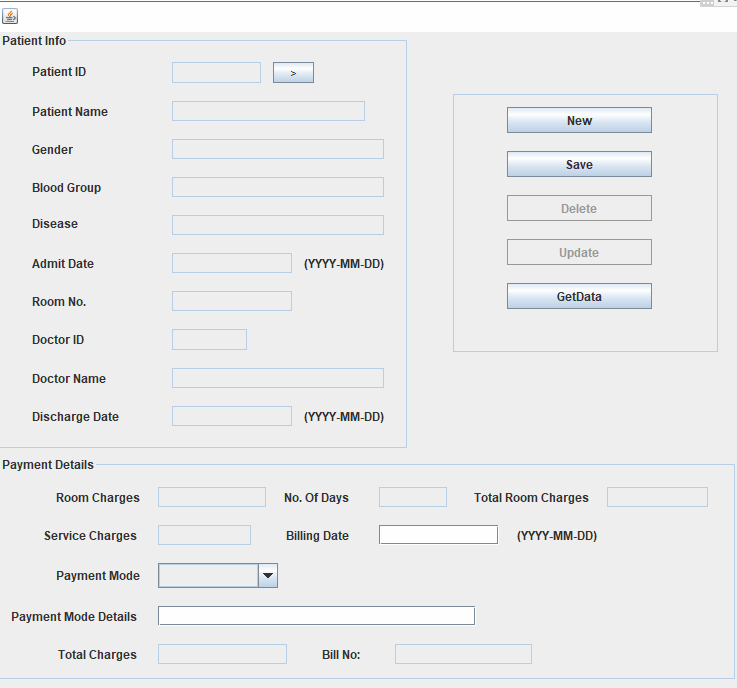 Patient Info
Patient ID
>
Patient Name
Gender
Blood Group
Disease
Admit Date (YYYY-MM-DD)
Room No.
Doctor ID
Doctor Name
Discharge Date (YYYY-MM-DD)
New
Save
Delete
Update
GetData
Payment Details
Room Charges No. Of Days Total Room Charges
Service Charges Billing Date (YYYY-MM-DD)
Payment Mode
Payment Mode Details
Total Charges Bill No: